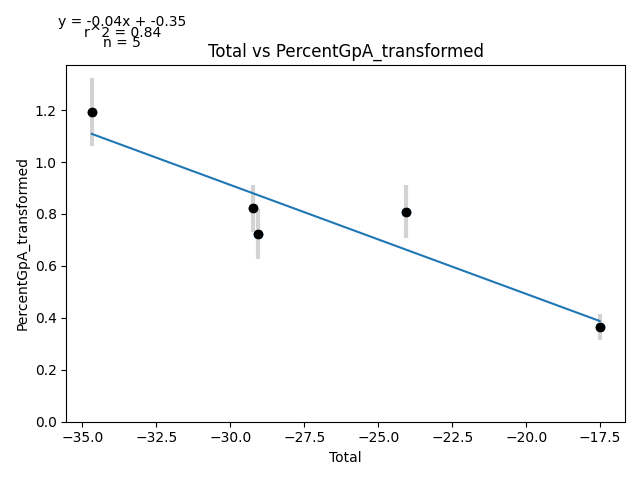 y = -0.04x + -0.35
r^2 = 0.84
n = 5
Total vs PercentGpA_transformed
PercentGpA_transformed
1.2
1.0
0.8
0.6
0.4
0.2
0.0
−35.0 −32.5 −30.0 −27.5 −25.0 −22.5 −20.0 −17.5
Total